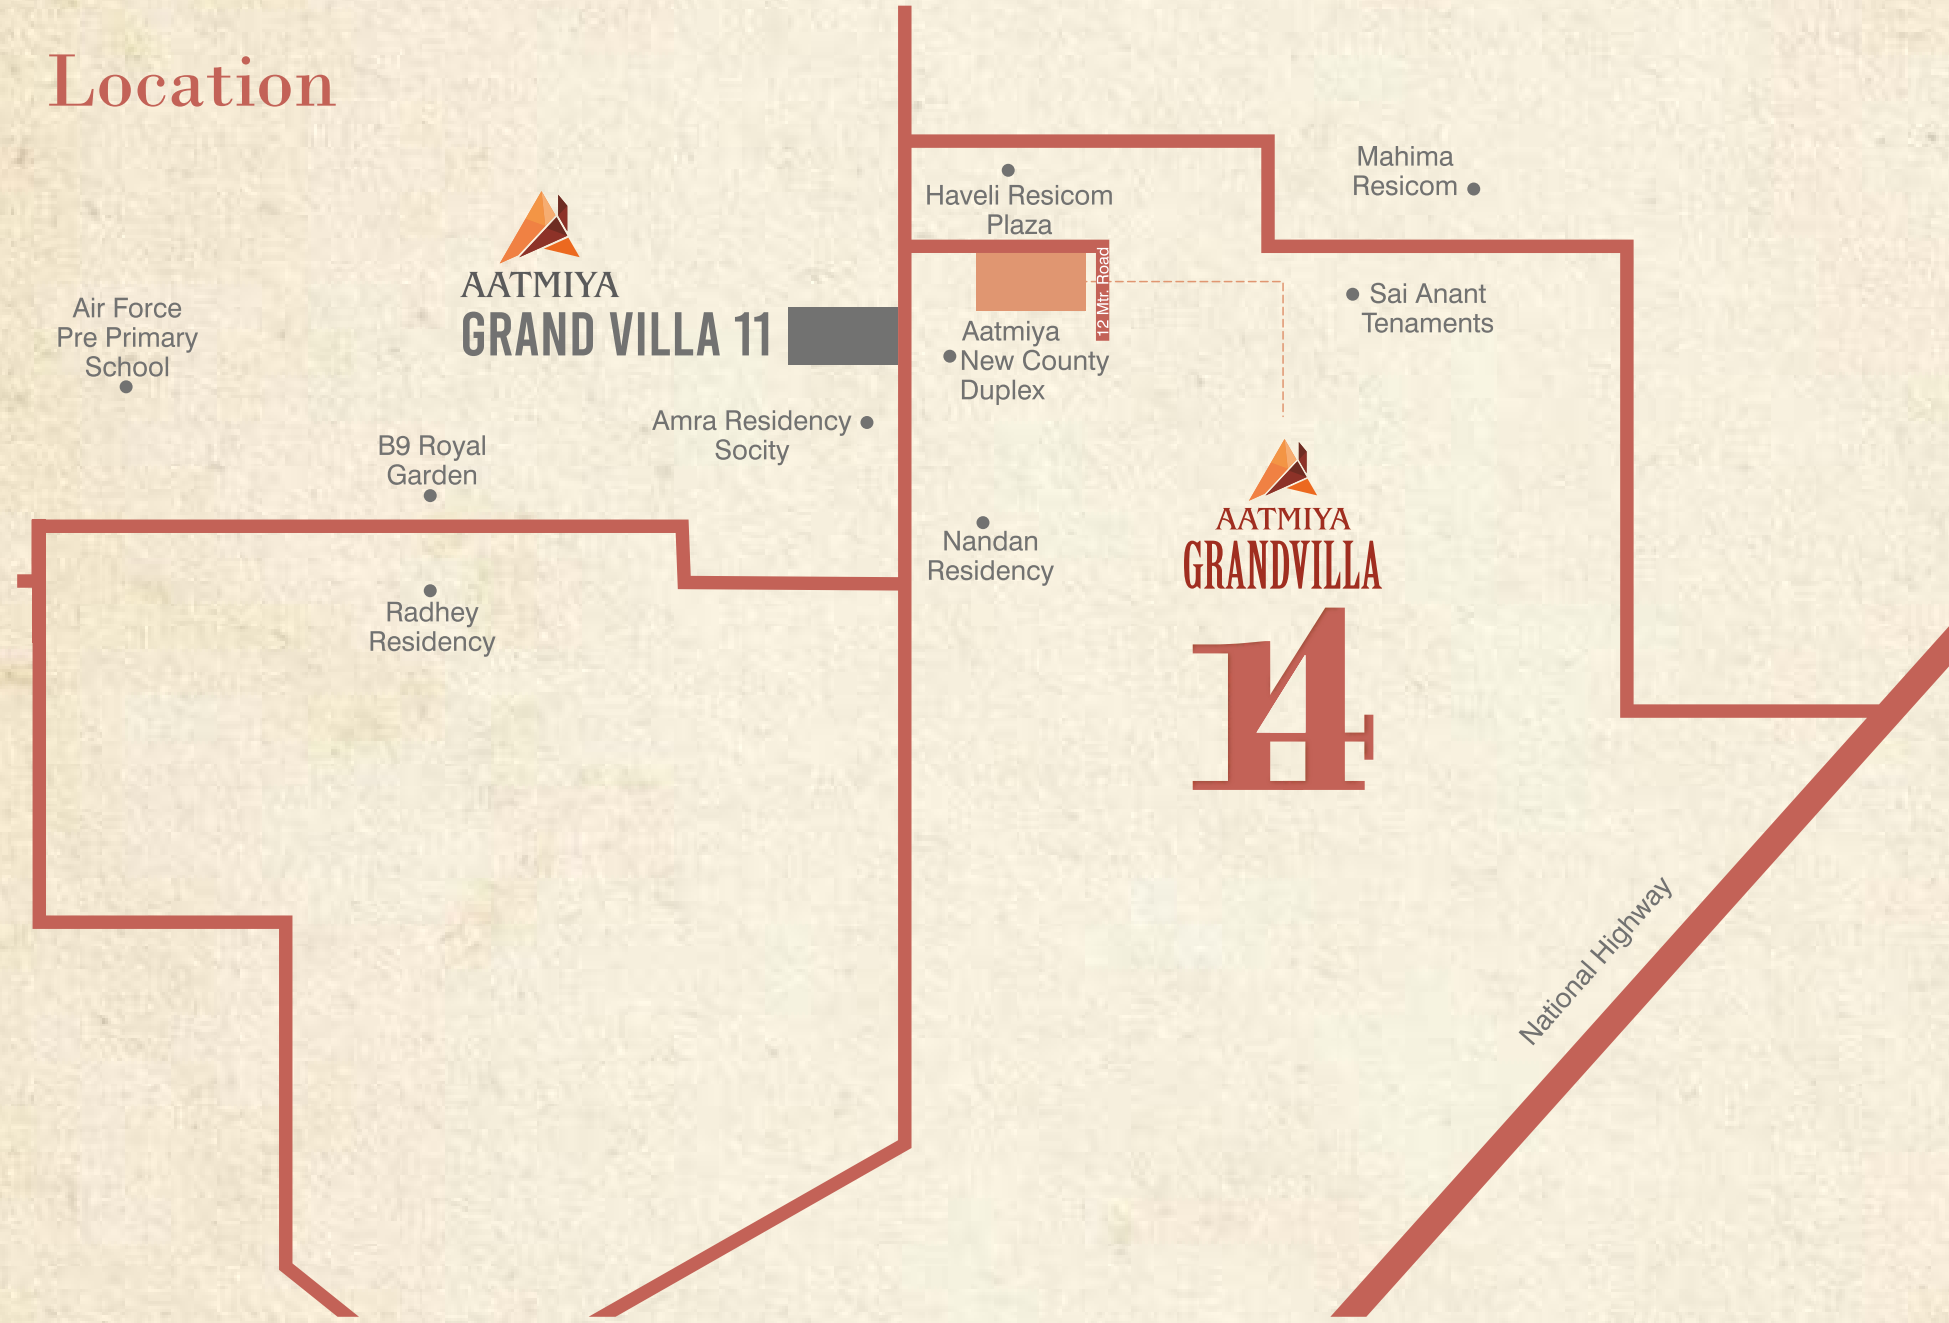 Location
Mahima
Resicom
Haveli Resicom
Plaza
12 Mtr. Road
AATMIYA
GRAND VILLA 11
Air Force
Pre Primary
School
Sai Anant
Tenaments
Aatmiya
New County
Duplex
Amra Residency
Socity
B9 Royal
Garden
AATMIYA
GRANDVILLA
14
Nandan
Residency
Radhey
Residency
National Highway